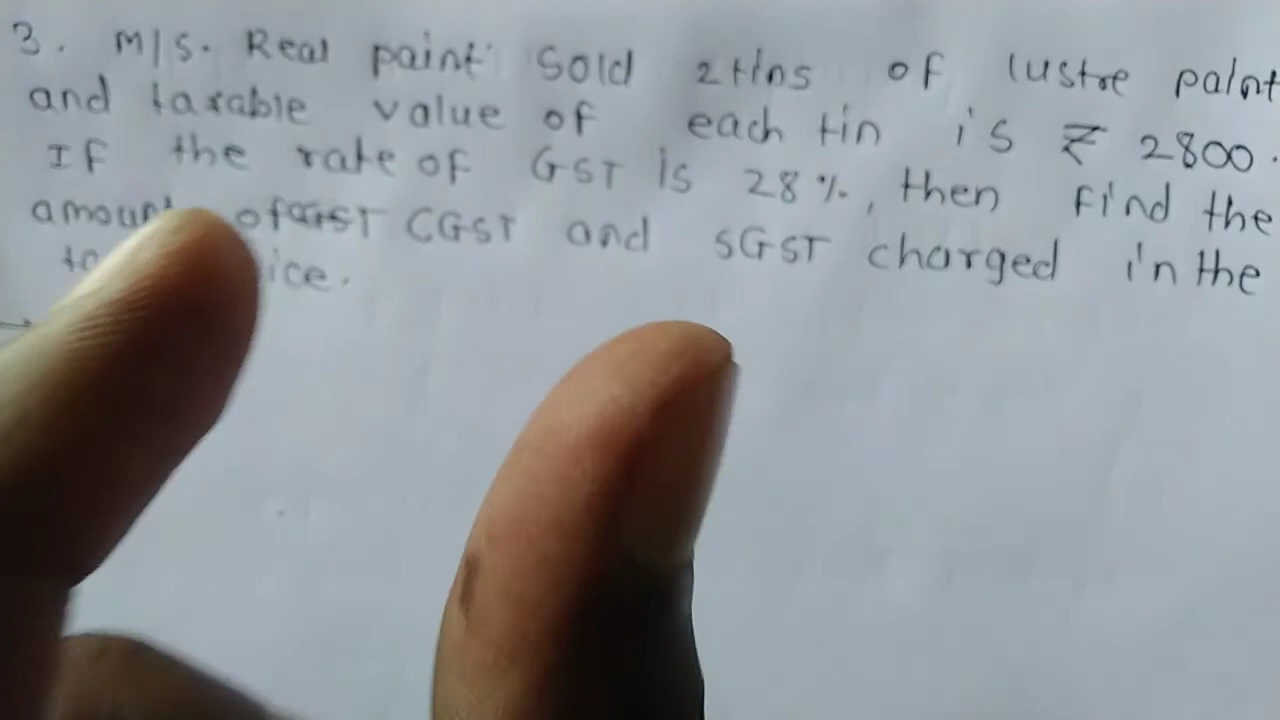 3. M/S. Real paint sold 2 tins of lustre paint
and taxable value of each tin is ₹ 2800.
If the rate of GST is 28%, then find the
amount of CGST and SGST charged in the